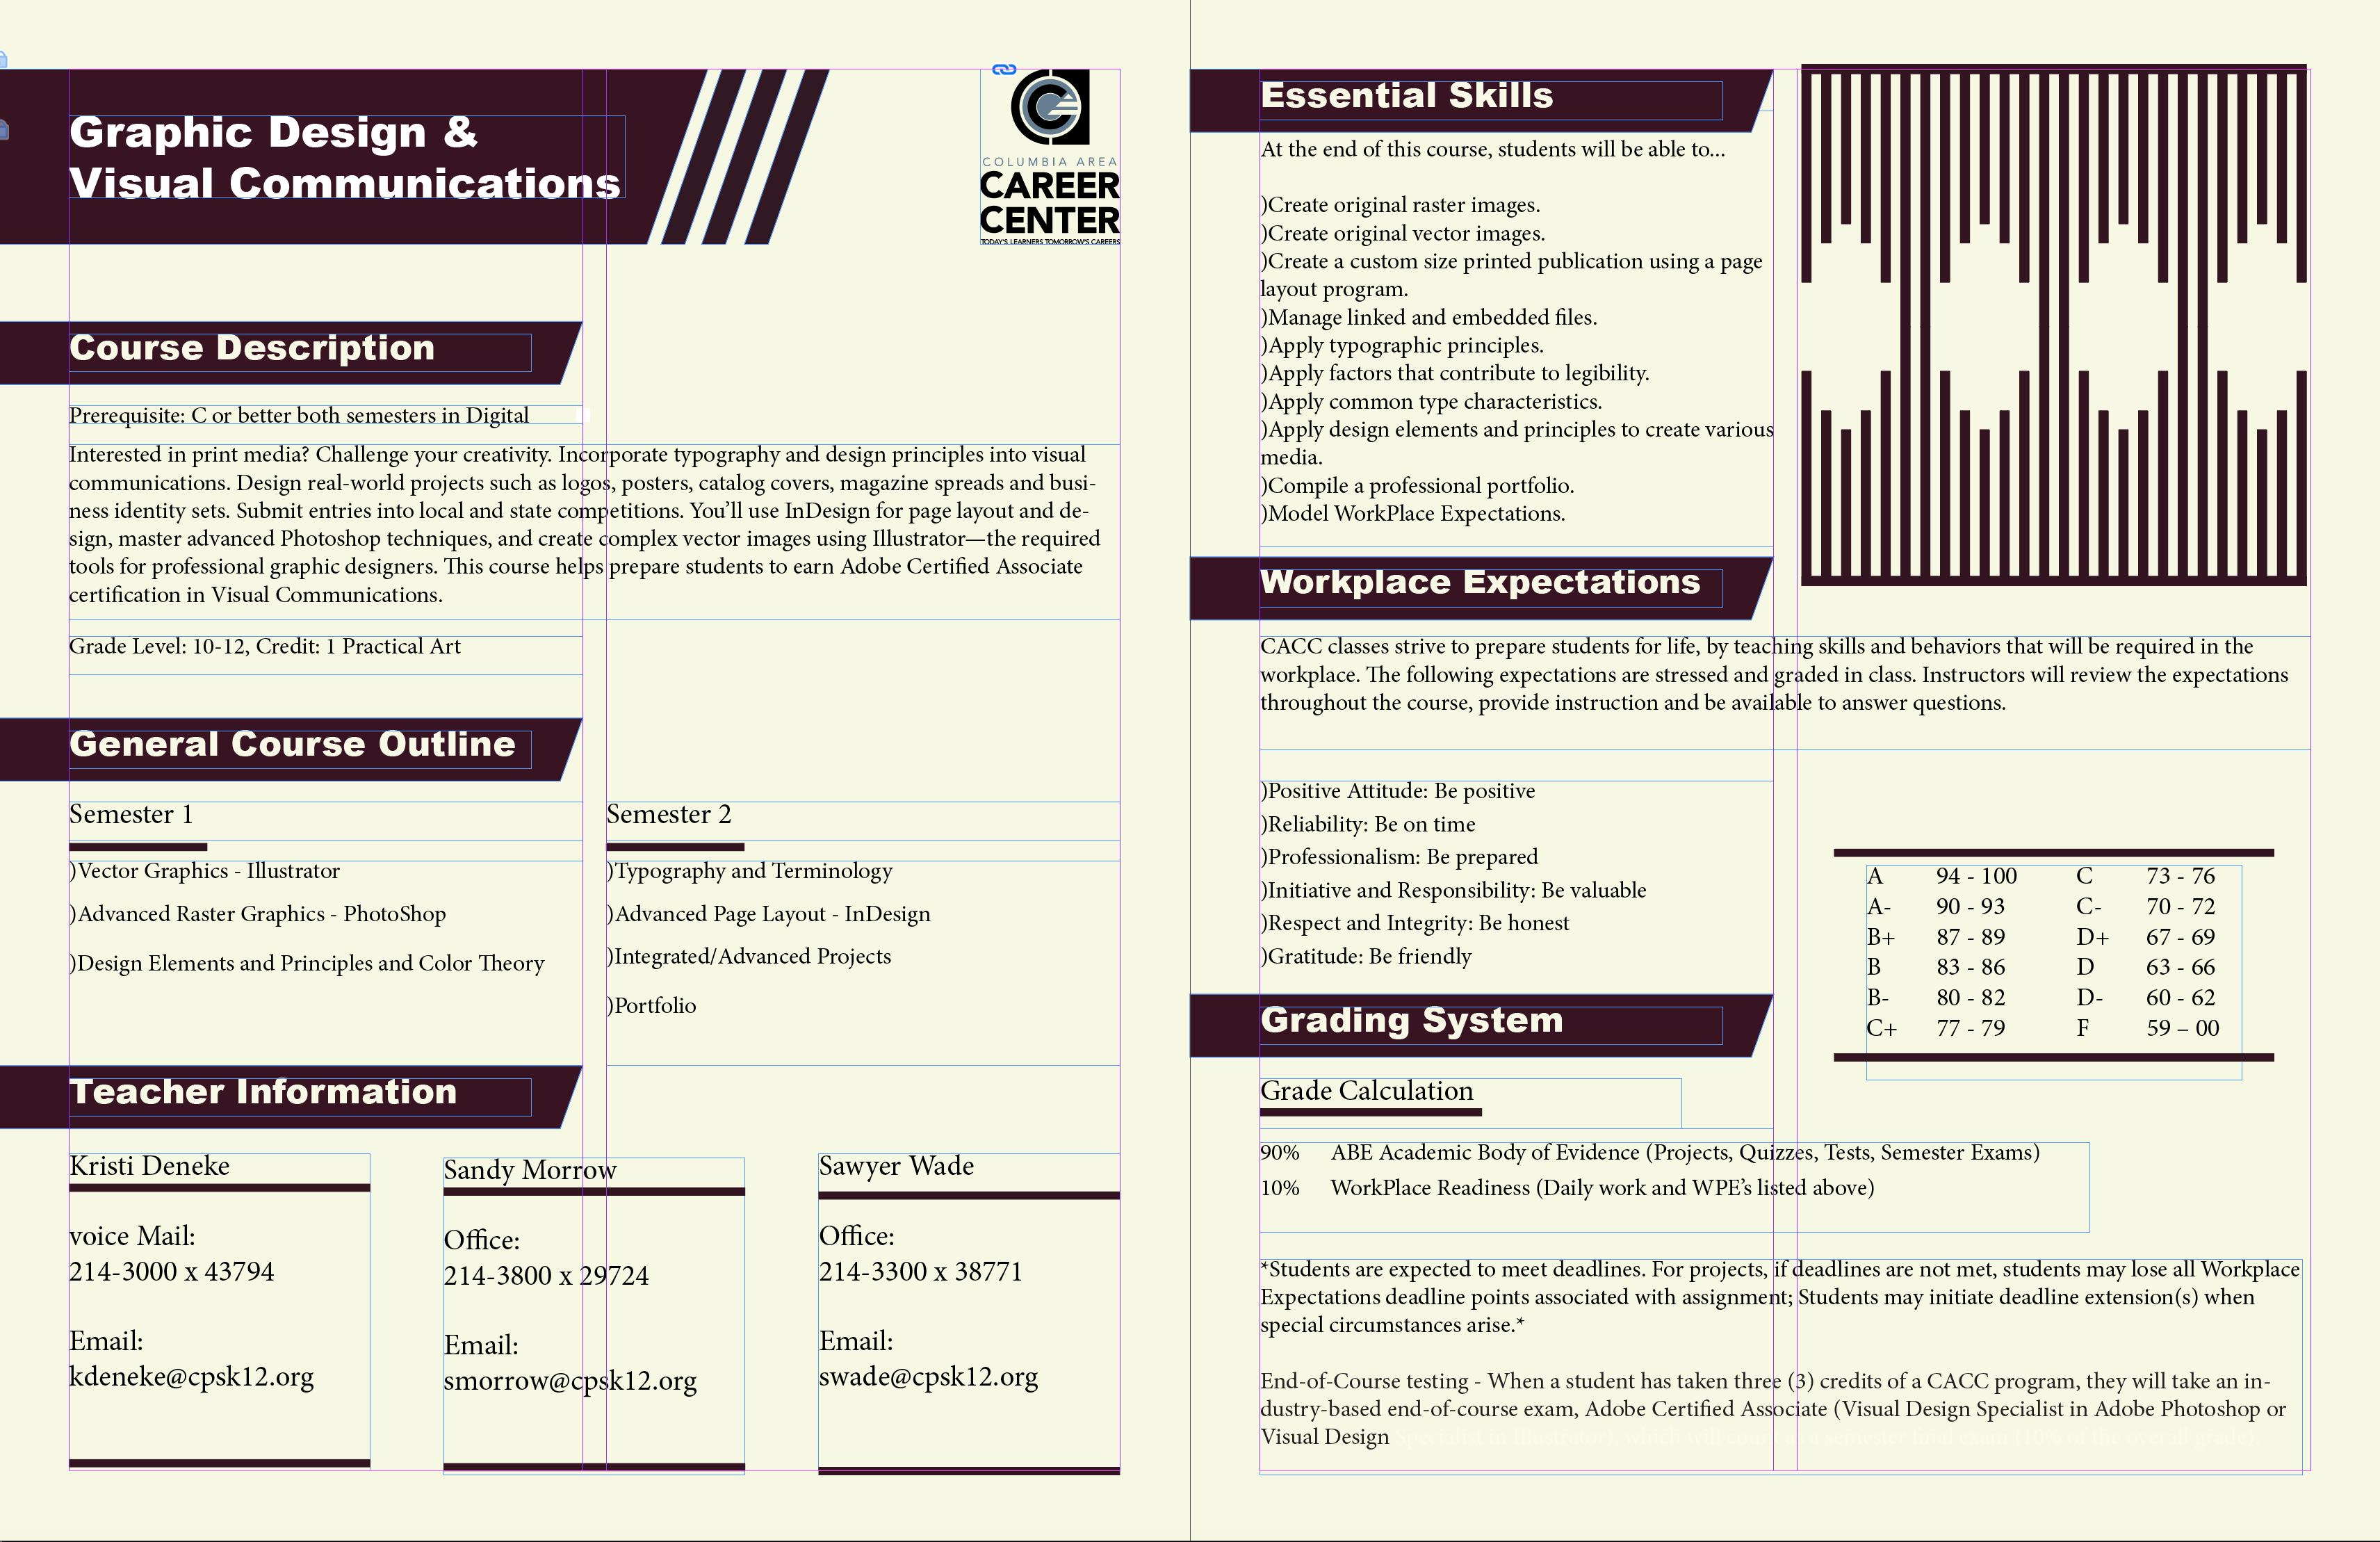 Graphic Design &
Visual Communications
COLUMBIA AREA
CAREER
CENTER
TODAY'S LEARNERS TOMORROW'S CAREERS
Course Description
Prerequisite: C or better both semesters in Digital
Interested in print media? Challenge your creativity. Incorporate typography and design principles into visual
communications. Design real-world projects such as logos, posters, catalog covers, magazine spreads and busi-
ness identity sets. Submit entries into local and state competitions. You’ll use InDesign for page layout and de-
sign, master advanced Photoshop techniques, and create complex vector images using Illustrator—the required
tools for professional graphic designers. This course helps prepare students to earn Adobe Certified Associate
certification in Visual Communications.
Grade Level: 10-12, Credit: 1 Practical Art
General Course Outline
Semester 1
)Vector Graphics - Illustrator
)Advanced Raster Graphics - PhotoShop
)Design Elements and Principles and Color Theory
Semester 2
)Typography and Terminology
)Advanced Page Layout - InDesign
)Integrated/Advanced Projects
)Portfolio
Teacher Information
Kristi Deneke
voice Mail:
214-3000 x 43794
Email:
kdeneke@cpsk12.org
Sandy Morrow
Office:
214-3800 x 29724
Email:
smorrow@cpsk12.org
Sawyer Wade
Office:
214-3300 x 38771
Email:
swade@cpsk12.org
Essential Skills
At the end of this course, students will be able to...
)Create original raster images.
)Create original vector images.
)Create a custom size printed publication using a page
layout program.
)Manage linked and embedded files.
)Apply typographic principles.
)Apply factors that contribute to legibility.
)Apply common type characteristics.
)Apply design elements and principles to create various
media.
)Compile a professional portfolio.
)Model WorkPlace Expectations.
Workplace Expectations
CACC classes strive to prepare students for life, by teaching skills and behaviors that will be required in the
workplace. The following expectations are stressed and graded in class. Instructors will review the expectations
throughout the course, provide instruction and be available to answer questions.
)Positive Attitude: Be positive
)Reliability: Be on time
)Professionalism: Be prepared
)Initiative and Responsibility: Be valuable
)Respect and Integrity: Be honest
)Gratitude: Be friendly
A 94 - 100 C 73 - 76
A- 90 - 93 C- 70 - 72
B+ 87 - 89 D+ 67 - 69
B 83 - 86 D 63 - 66
B- 80 - 82 D- 60 - 62
C+ 77 - 79 F 59 – 00
Grading System
Grade Calculation
90% ABE Academic Body of Evidence (Projects, Quizzes, Tests, Semester Exams)
10% WorkPlace Readiness (Daily work and WPE’s listed above)
*Students are expected to meet deadlines. For projects, if deadlines are not met, students may lose all Workplace
Expectations deadline points associated with assignment; Students may initiate deadline extension(s) when
special circumstances arise.*
End-of-Course testing - When a student has taken three (3) credits of a CACC program, they will take an in-
dustry-based end-of-course exam, Adobe Certified Associate (Visual Design Specialist in Adobe Photoshop or
Visual Design